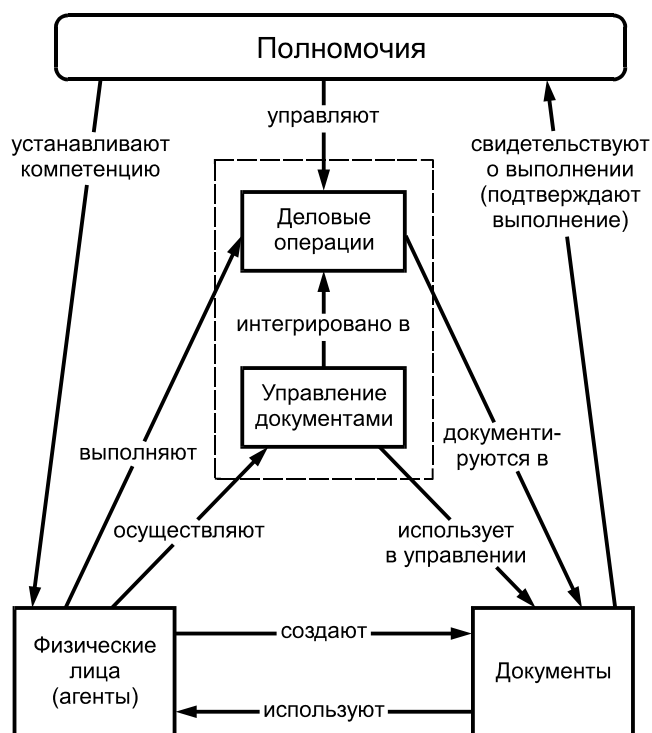 Полномочия
управляют
устанавливают
компетенцию
свидетельствуют
о выполнении
(подтверждают
выполнение)
Деловые
операции
интегрировано в
Управление
документами
выполняют
документи-
руются в
осуществляют
использует
в управлении
Физические
лица
(агенты)
создают
Документы
используют